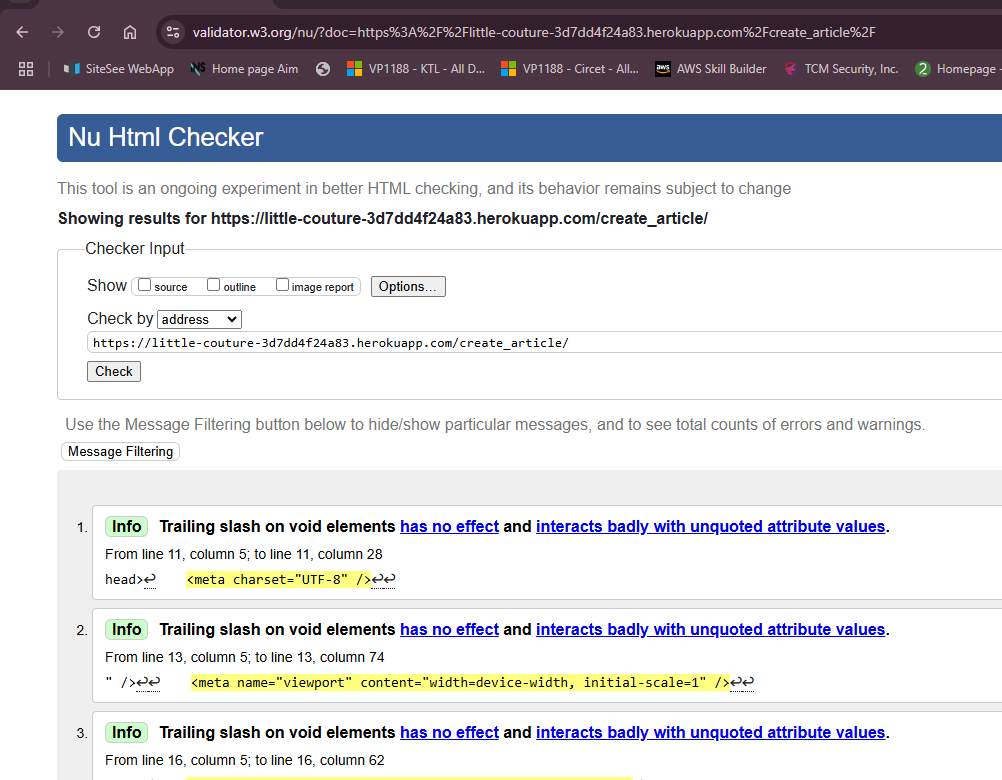 validator.w3.org/nu/?doc=https%3A%2F%2Flittle-couture-3d7dd4f24a83.herokuapp.com%2Fcreate_article%2F
SiteSee WebApp NS Home page Aim VP1188 - KTL - All D... VP1188 - Circet - All... aws AWS Skill Builder TCM Security, Inc. 2 Homepage -
Nu Html Checker
This tool is an ongoing experiment in better HTML checking, and its behavior remains subject to change
Showing results for https://little-couture-3d7dd4f24a83.herokuapp.com/create_article/
Checker Input
Show source outline image report Options...
Check by address
https://little-couture-3d7dd4f24a83.herokuapp.com/create_article/
Check
Use the Message Filtering button below to hide/show particular messages, and to see total counts of errors and warnings.
Message Filtering
1. Info Trailing slash on void elements has no effect and interacts badly with unquoted attribute values.
From line 11, column 5; to line 11, column 28
head>↩ <meta charset="UTF-8" />↩↩
2. Info Trailing slash on void elements has no effect and interacts badly with unquoted attribute values.
From line 13, column 5; to line 13, column 74
" />↩↩ <meta name="viewport" content="width=device-width, initial-scale=1" />↩↩
3. Info Trailing slash on void elements has no effect and interacts badly with unquoted attribute values.
From line 16, column 5; to line 16, column 62